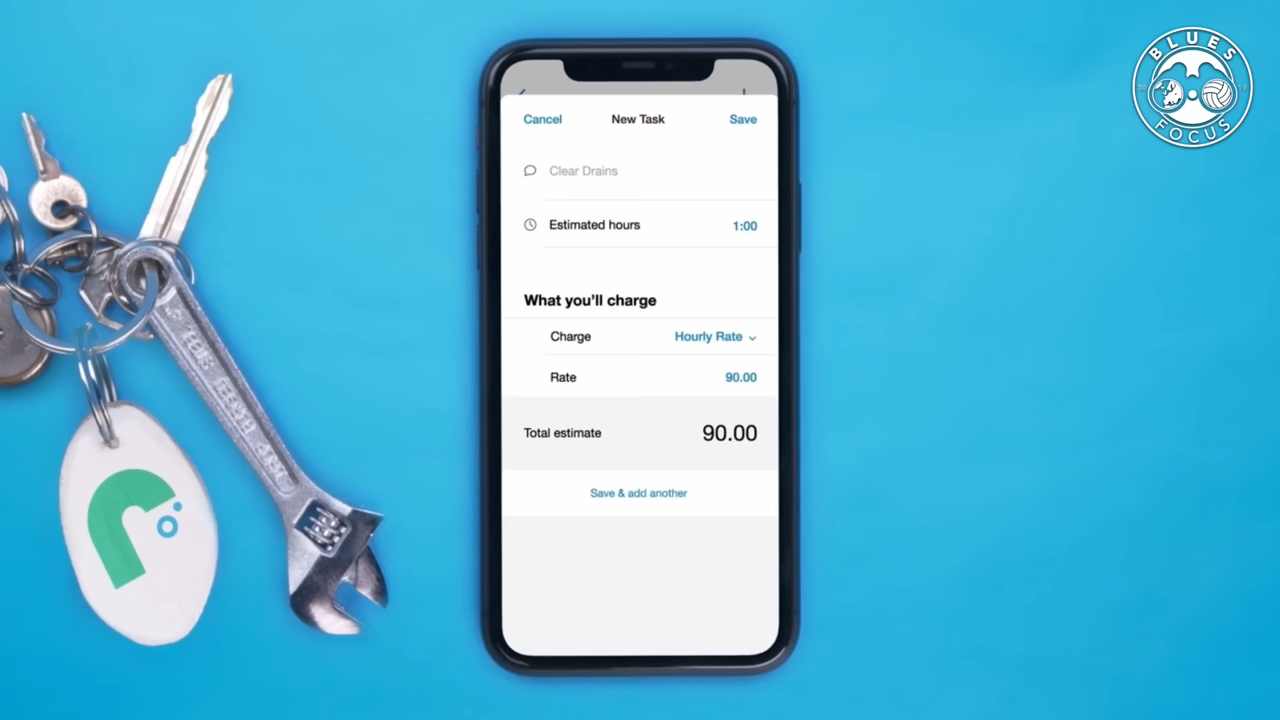 BLUES
FOCUS
Cancel New Task Save
Clear Drains
Estimated hours 1:00
What you'll charge
Charge Hourly Rate
Rate 90.00
Total estimate 90.00
Save & add another